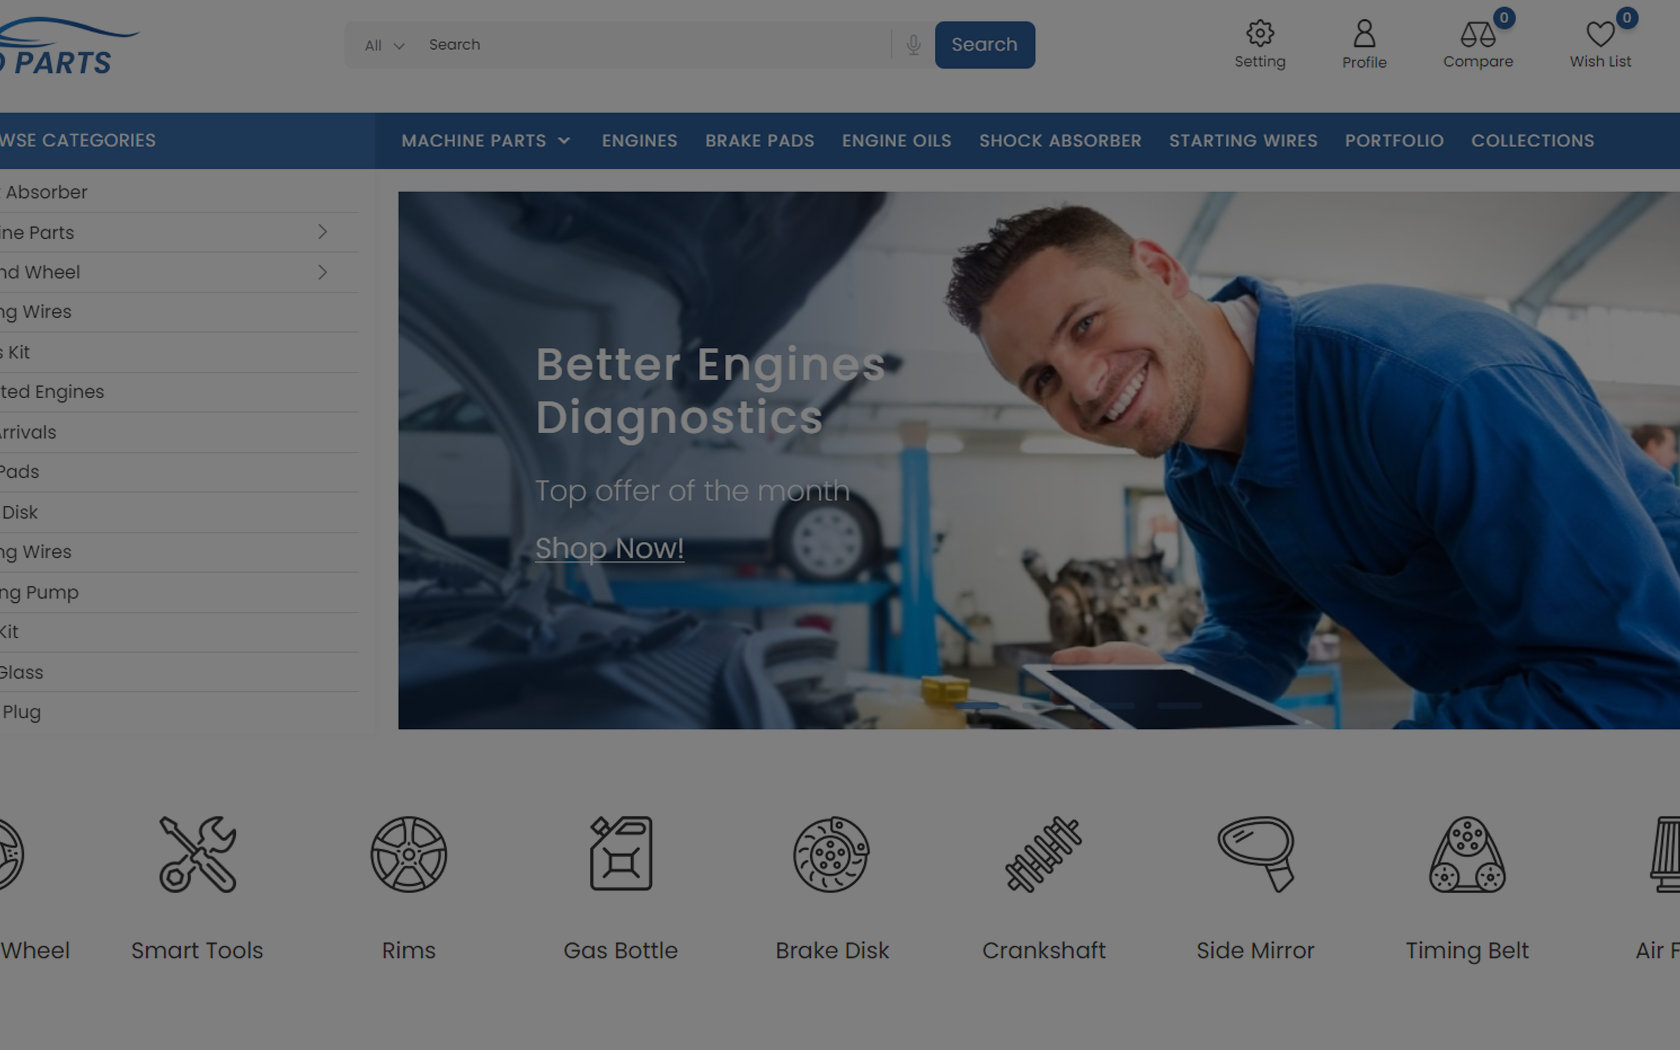 PARTS
All
Search
Search
Setting
Profile
0
Compare
0
Wish List
WSE CATEGORIES
MACHINE PARTS
ENGINES
BRAKE PADS
ENGINE OILS
SHOCK ABSORBER
STARTING WIRES
PORTFOLIO
COLLECTIONS
Absorber
ine Parts
nd Wheel
ng Wires
s Kit
ted Engines
Arrivals
Pads
Disk
ng Wires
ng Pump
Kit
Glass
Plug
Better Engines
Diagnostics
Top offer of the month
Shop Now!
Wheel
Smart Tools
Rims
Gas Bottle
Brake Disk
Crankshaft
Side Mirror
Timing Belt
Air F